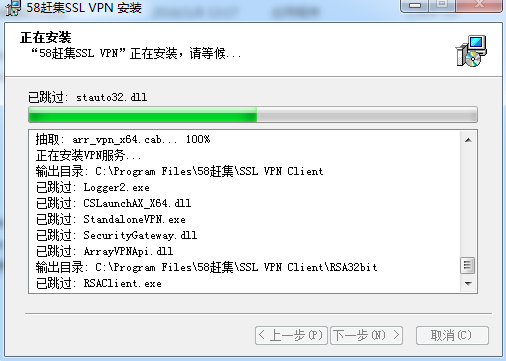 58赶集SSL VPN 安装
正在安装
“58赶集SSL VPN”正在安装，请等候...
已跳过: stauto32.dll
抽取: arr_vpn_x64.cab... 100%
正在安装VPN服务...
输出目录: C:\Program Files\58赶集\SSL VPN Client
已跳过: Logger2.exe
已跳过: CSLaunchAX_X64.dll
已跳过: StandaloneVPN.exe
已跳过: SecurityGateway.dll
已跳过: ArrayVPNApi.dll
输出目录: C:\Program Files\58赶集\SSL VPN Client\RSA32bit
已跳过: RSAClient.exe
< 上一步(P) 下一步(N) > 取消(C)